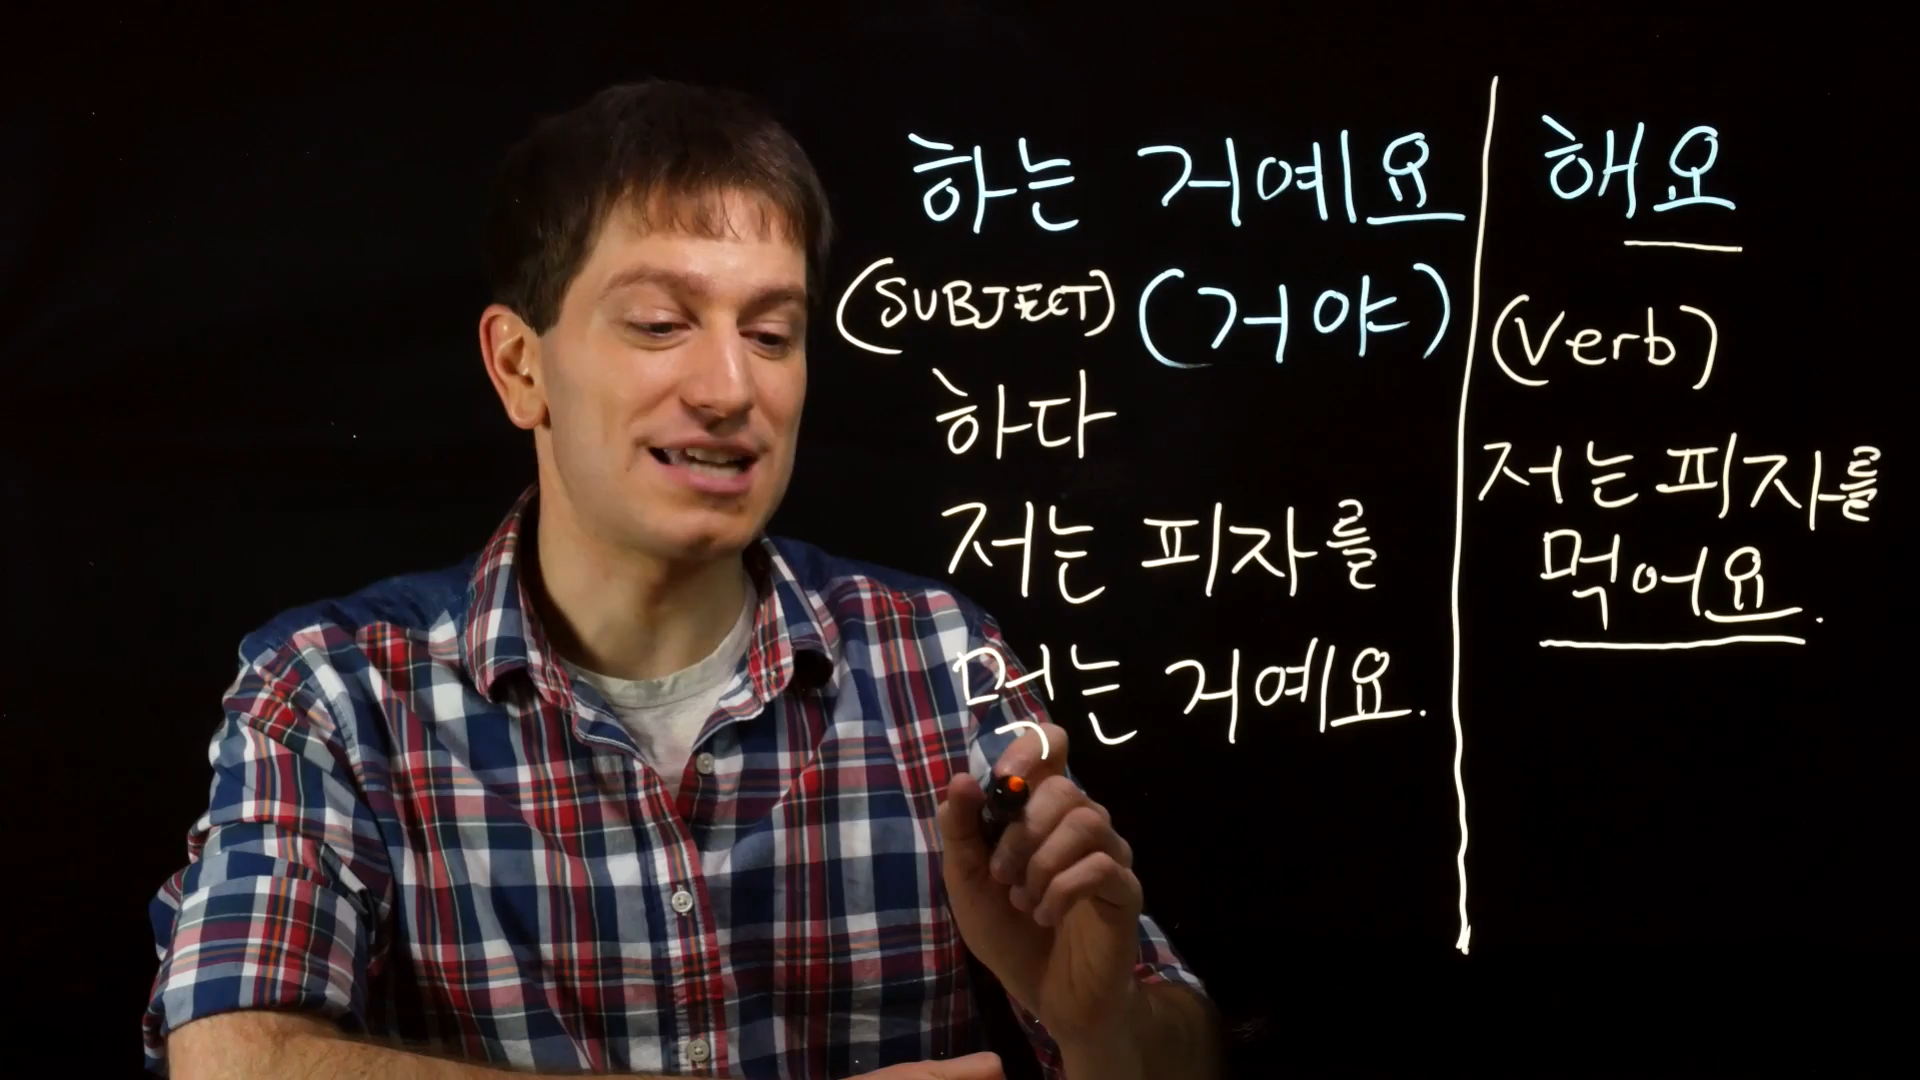 하는 거예요
(SUBJECT) (거야)
하다
저는 피자를
먹는 거예요.
해요
(Verb)
저는 피자를
먹어요.